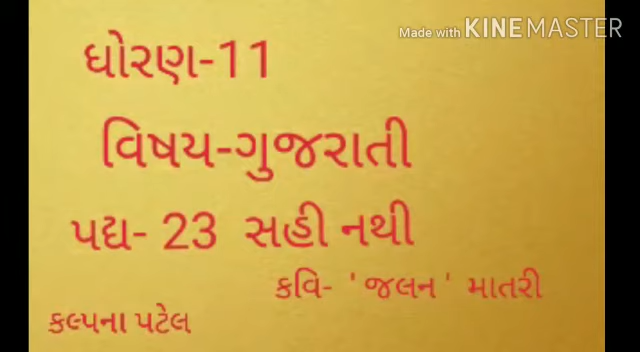 Made with KINEMASTER
ધોરણ-11
વિષય-ગુજરાતી
પદ્ય- 23 સહી નથી
કવિ- 'જલન' માતરી
કલ્પના પટેલ